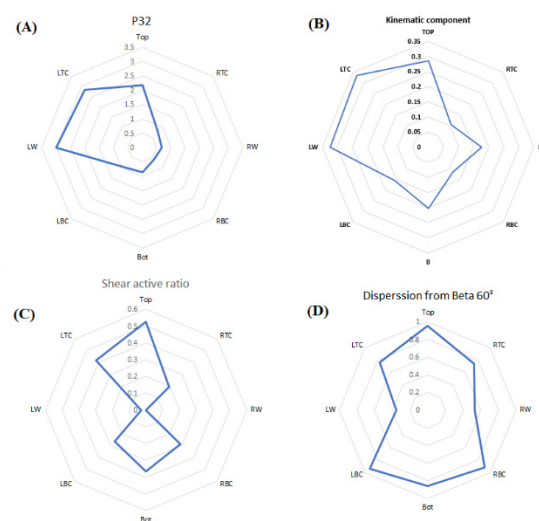 (A)
P32
Top
3.5
3
2.5
2
1.5
1
0.5
0
LTC
RTC
LW
RW
LBC
RBC
Bot
(B)
Kinematic component
TOP
0.35
0.3
0.25
0.2
0.15
0.1
0.05
0
LTC
RTC
LW
LBC
RBC
B
(C)
Shear active ratio
Top
0.6
0.5
0.4
0.3
0.2
0.1
0
LTC
RTC
LW
RW
LBC
RBC
Bot
(D)
Disperssion from Beta 60°
Top
1
0.8
0.6
0.4
0.2
0
LTC
RTC
LW
RW
LBC
RBC
Bot